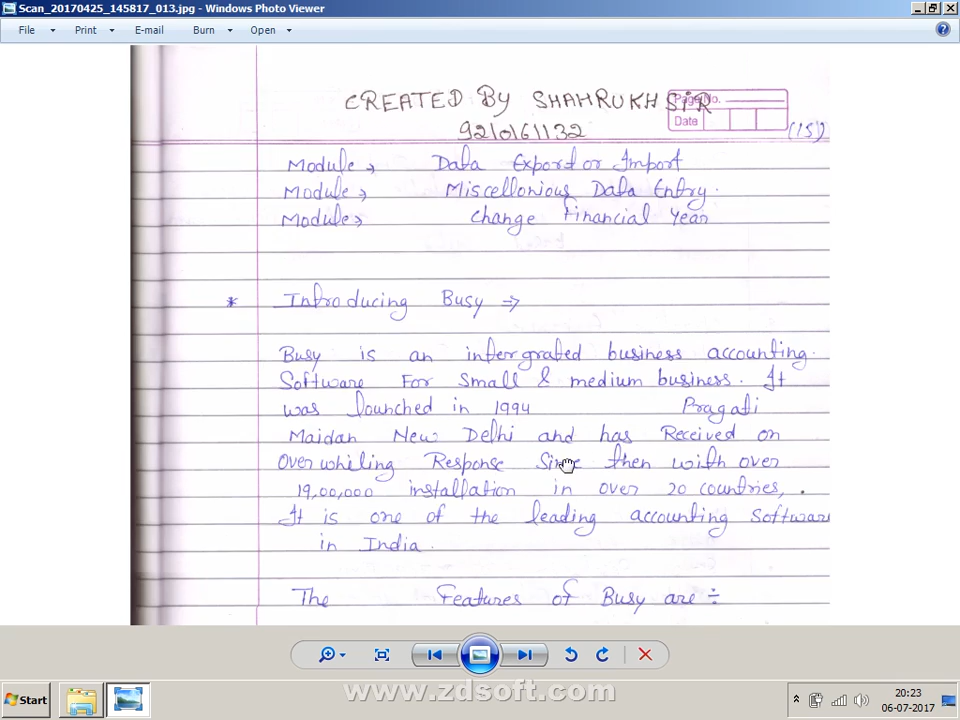 Scan_20170425_145817_013.jpg - Windows Photo Viewer
File Print E-mail Burn Open
CREATED By SHAHRUKH SIR
Page No.
9210161132
Date
(15)
Module → Data Export or Import
Module → Miscellonious Data Entry.
Module → Change Financial Year
* Introducing Busy ⇒
Busy is an intergrated business accounting
Software For Small & medium business. It
was lounched in 1994 Pragati
Maidan New Delhi and has Received on
Over whiling Response Since then with over
19,00,000 installation in over 20 countries,
It is one of the leading accounting Software
in India.
The Features of Busy are ÷
www.zdsoft.com
Start
20:23
06-07-2017